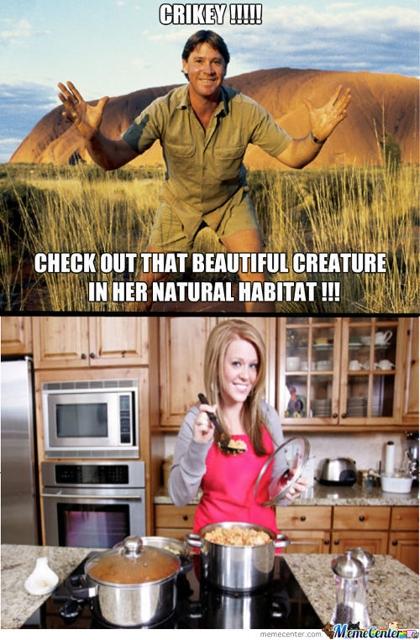 CRIKEY !!!!!
CHECK OUT THAT BEAUTIFUL CREATURE
IN HER NATURAL HABITAT !!!
memecenter.com MemeCenter